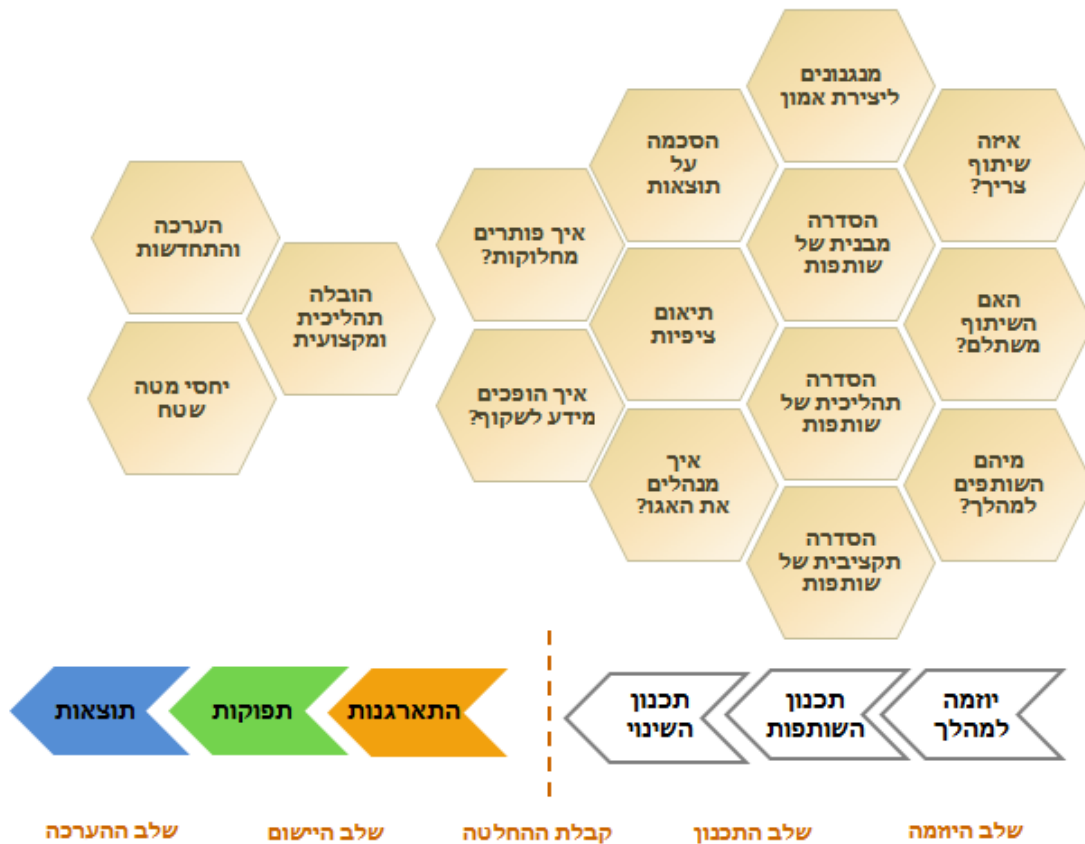 מנגנונים
ליצירת אמון
איזה
שיתוף
צריך?
הסכמה
על
תוצאות
הסדרה
מבנית של
שותפות
איך פותרים
מחלוקות?
הערכה
והתחדשות
האם
השיתוף
משתלם?
תיאום
ציפיות
הובלה
תהליכית
ומקצועית
הסדרה
תהליכית של
שותפות
איך הופכים
מידע לשקוף?
יחסי מטה
שטח
מיהם
השותפים
למהלך?
איך
מנהלים
את האגו?
הסדרה
תקציבית של
שותפות
יוזמה
למהלך
תכנון
השותפות
תכנון
השינוי
התארגנות
תפוקות
תוצאות
שלב היוזמה
שלב התכנון
קבלת ההחלטה
שלב היישום
שלב ההערכה